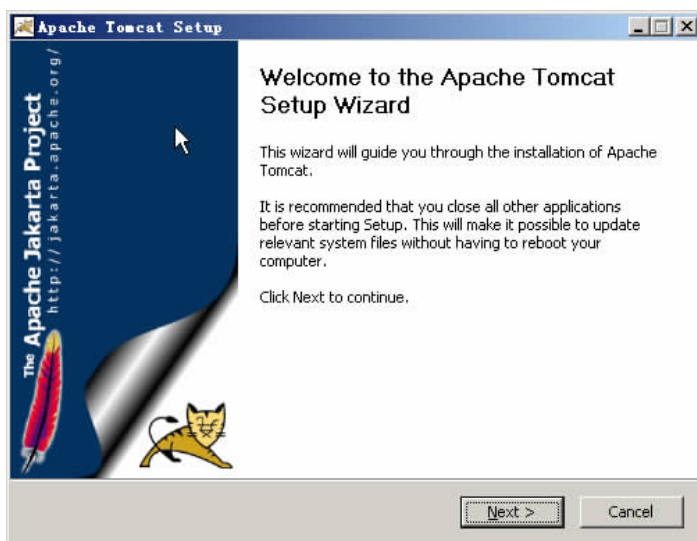 Apache Tomcat Setup
The Apache Jakarta Project
http://jakarta.apache.org/
Welcome to the Apache Tomcat
Setup Wizard
This wizard will guide you through the installation of Apache
Tomcat.
It is recommended that you close all other applications
before starting Setup. This will make it possible to update
relevant system files without having to reboot your
computer.
Click Next to continue.
Next >
Cancel